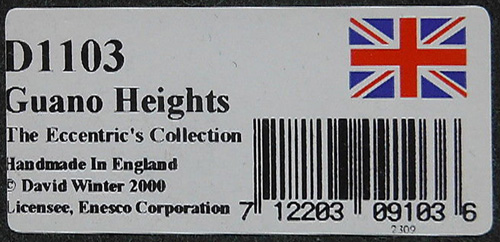 D1103
Guano Heights
The Eccentric's Collection
Handmade In England
© David Winter 2000
Licensee, Enesco Corporation
7 12203 09103 6
2309